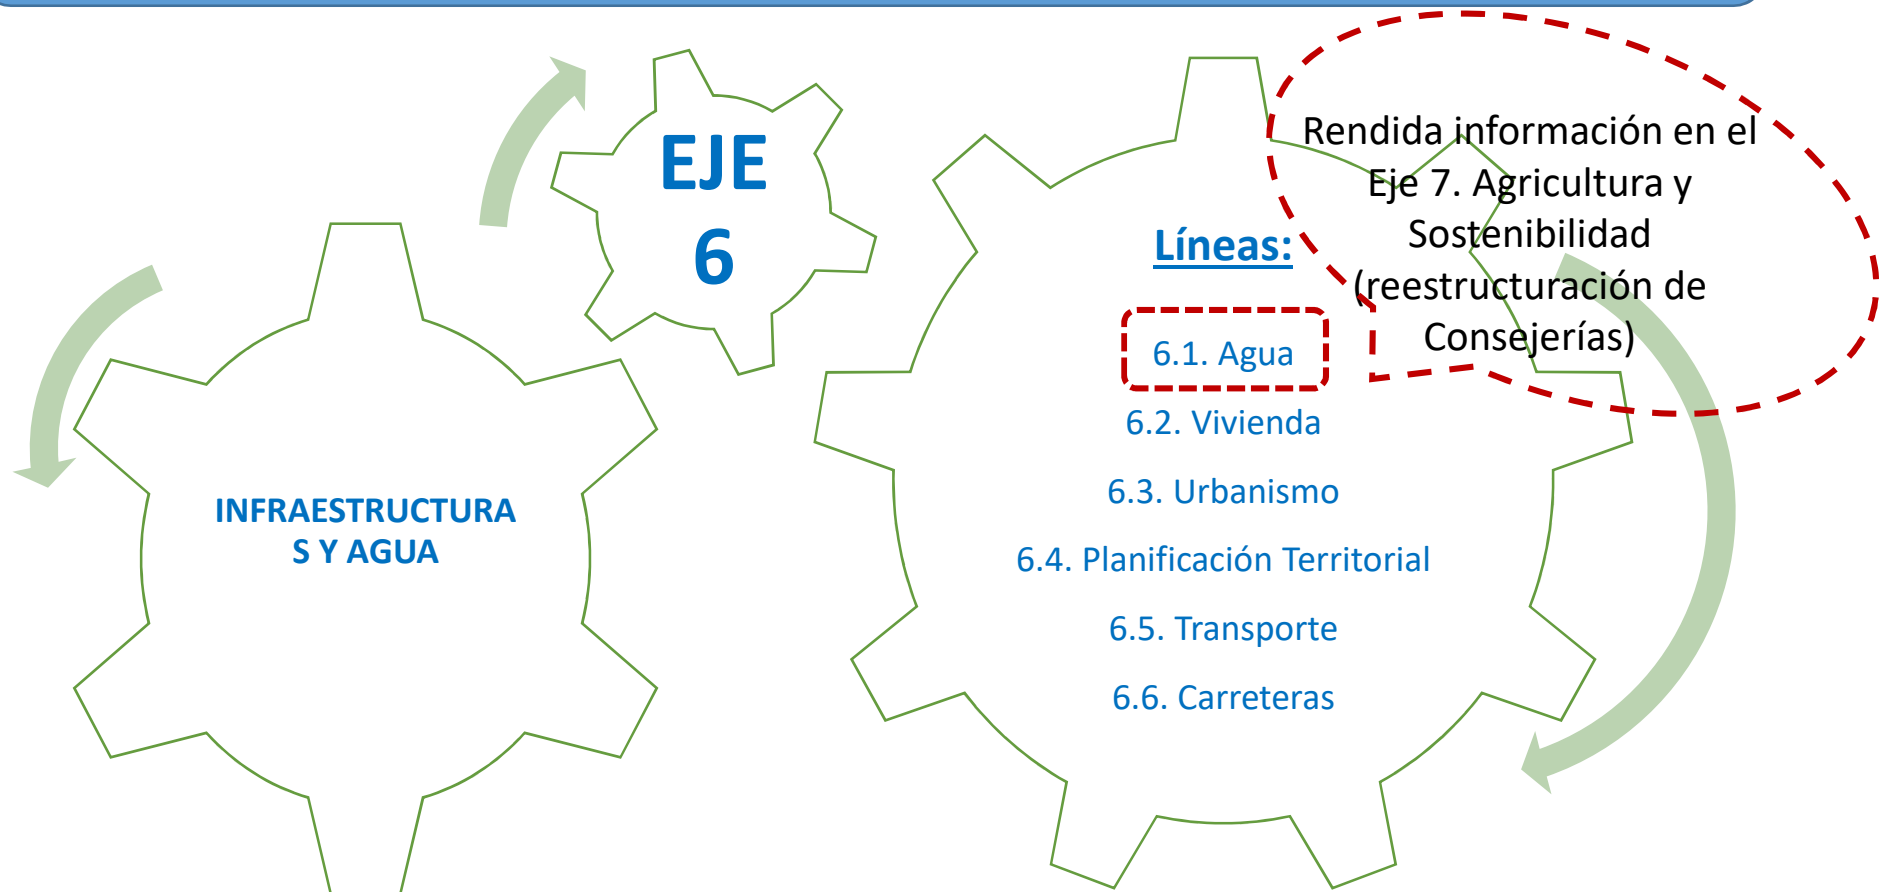 EJE
6
INFRAESTRUCTURA
S Y AGUA
Líneas:
6.1. Agua
6.2. Vivienda
6.3. Urbanismo
6.4. Planificación Territorial
6.5. Transporte
6.6. Carreteras
Rendida información en el
Eje 7. Agricultura y
Sostenibilidad
(reestructuración de
Consejerías)